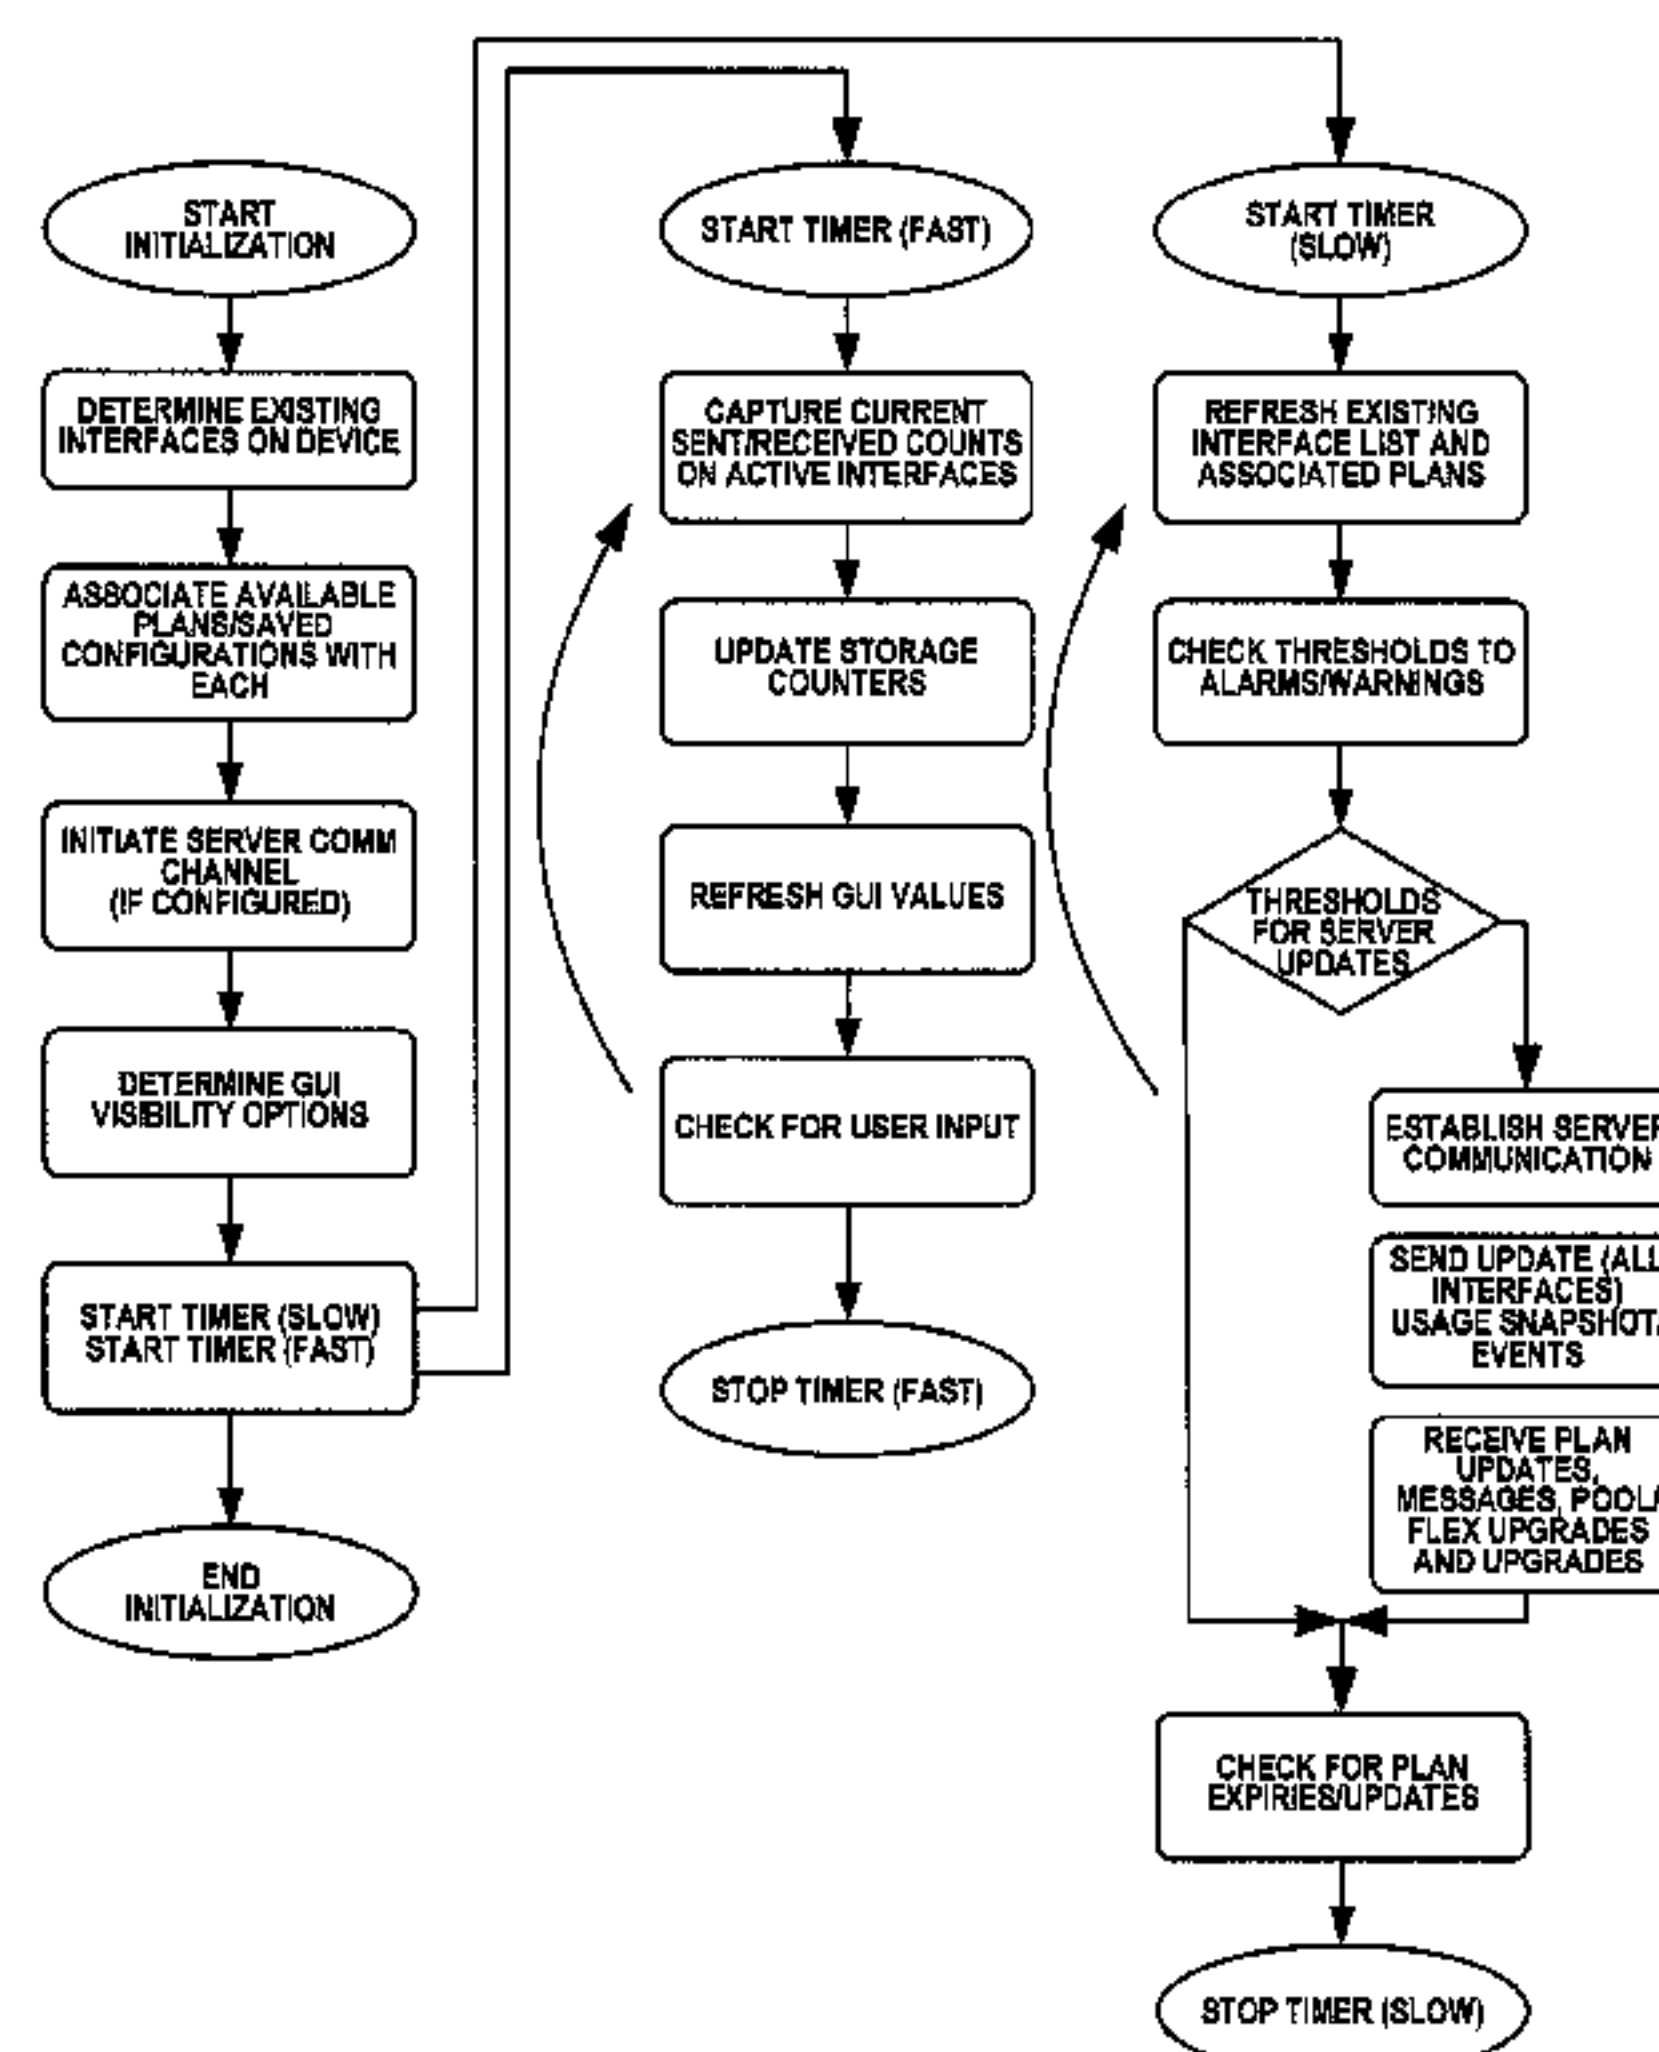 START
INITIALIZATION
DETERMINE EXISTING
INTERFACES ON DEVICE
ASSOCIATE AVAILABLE
PLANS/SAVED
CONFIGURATIONS WITH
EACH
INITIATE SERVER COMM
CHANNEL
(IF CONFIGURED)
DETERMINE GUI
VISIBILITY OPTIONS
START TIMER (SLOW)
START TIMER (FAST)
END
INITIALIZATION
START TIMER (FAST)
CAPTURE CURRENT
SENT/RECEIVED COUNTS
ON ACTIVE INTERFACES
UPDATE STORAGE
COUNTERS
REFRESH GUI VALUES
CHECK FOR USER INPUT
STOP TIMER (FAST)
START TIMER
(SLOW)
REFRESH EXISTING
INTERFACE LIST AND
ASSOCIATED PLANS
CHECK THRESHOLDS TO
ALARMS/WARNINGS
THRESHOLDS
FOR SERVER
UPDATES
ESTABLISH SERVER
COMMUNICATION
SEND UPDATE (ALL
INTERFACES)
USAGE SNAPSHOT/
EVENTS
RECEIVE PLAN
UPDATES,
MESSAGES, POOL/
FLEX UPGRADES
AND UPGRADES
CHECK FOR PLAN
EXPIRIES/UPDATES
STOP TIMER (SLOW)